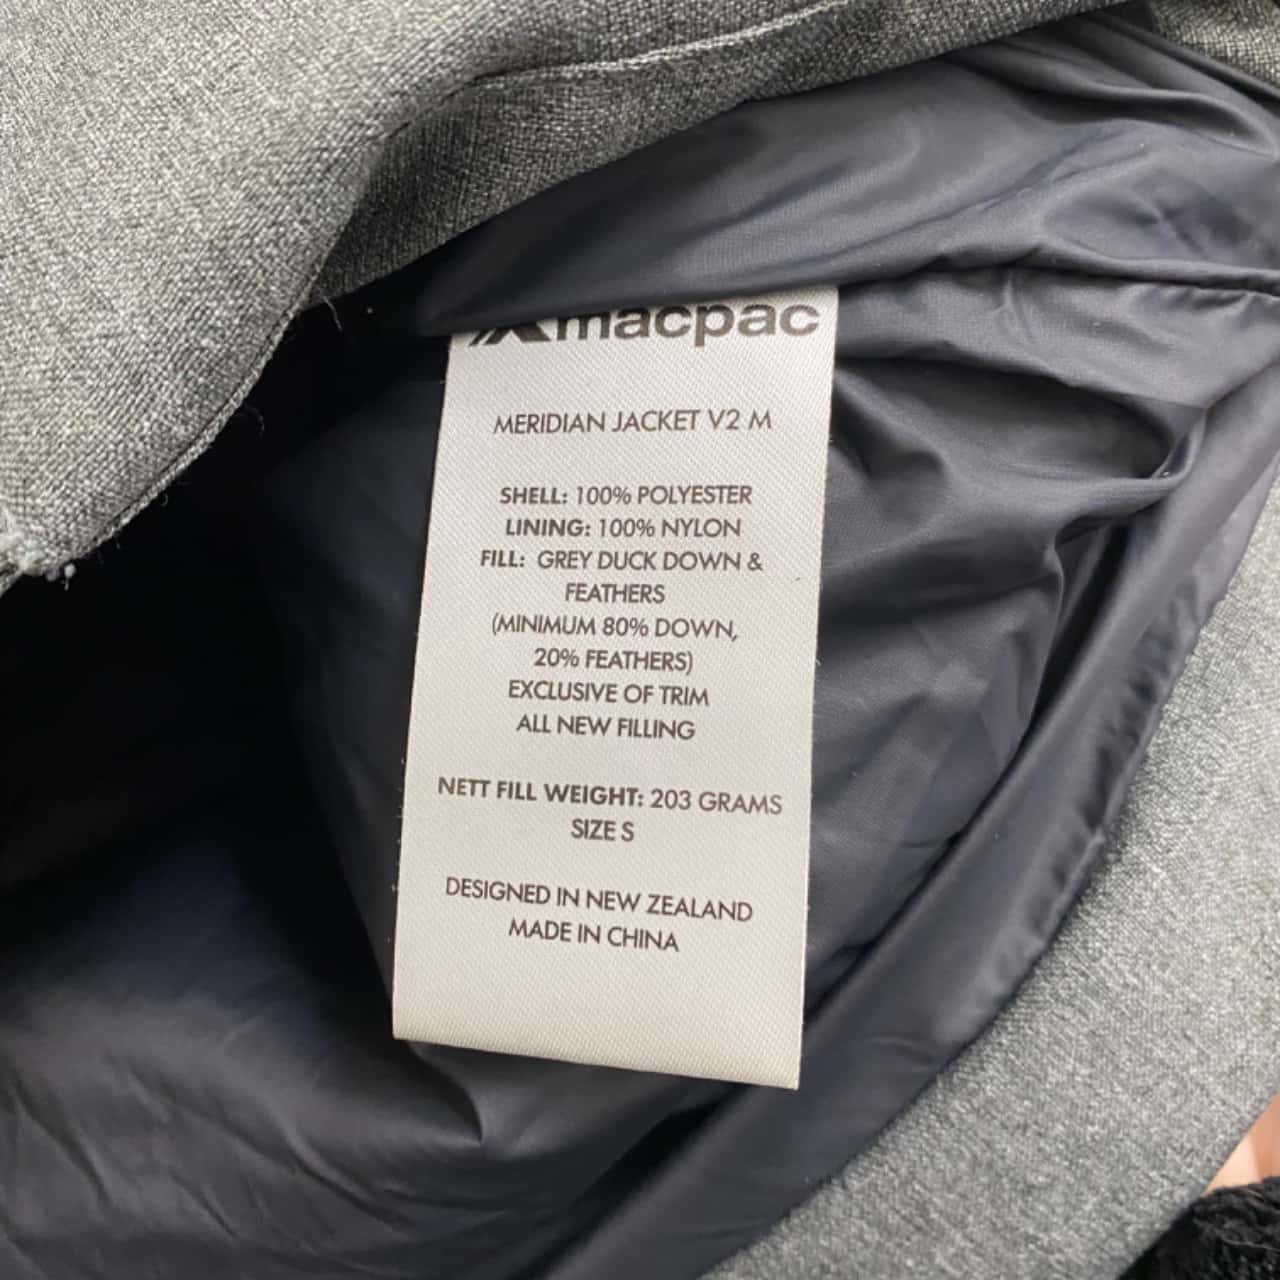 macpac
MERIDIAN JACKET V2 M
SHELL: 100% POLYESTER
LINING: 100% NYLON
FILL: GREY DUCK DOWN &
FEATHERS
(MINIMUM 80% DOWN,
20% FEATHERS)
EXCLUSIVE OF TRIM
ALL NEW FILLING
NETT FILL WEIGHT: 203 GRAMS
SIZE S
DESIGNED IN NEW ZEALAND
MADE IN CHINA